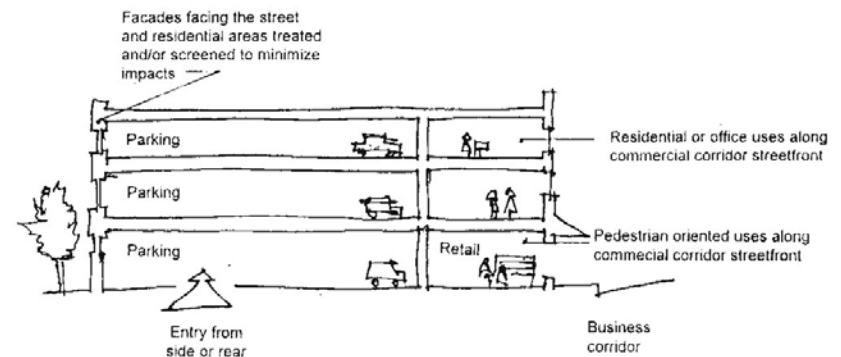 Facades facing the street
and residential areas treated
and/or screened to minimize
impacts
Parking
Residential or office uses along
commercial corridor streetfront
Parking
Parking
Retail
Pedestrian oriented uses along
commecial corridor streetfront
Entry from
side or rear
Business
corridor